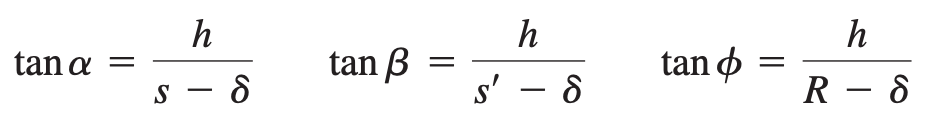 tan α = h / (s − δ)    tan β = h / (s′ − δ)    tan ϕ = h / (R − δ)